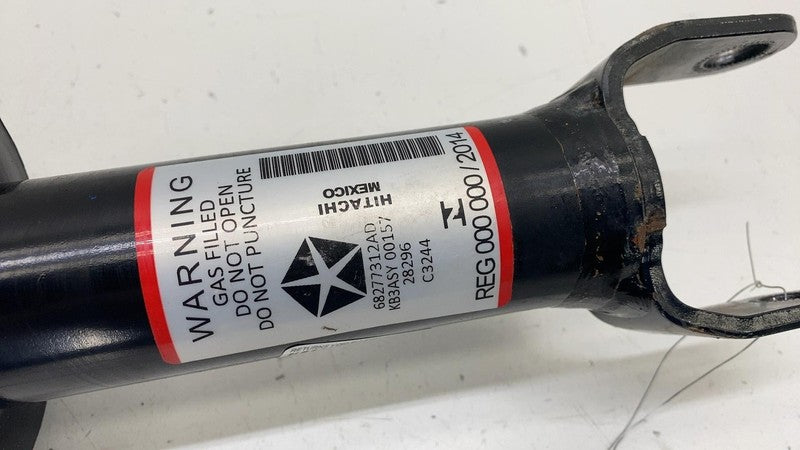 WARNING
GAS FILLED
DO NOT OPEN
DO NOT PUNCTURE
HITACHI
MEXICO
68277312AD
KB3ASY 00157
28296
C3244
N
REG 000 000/2014